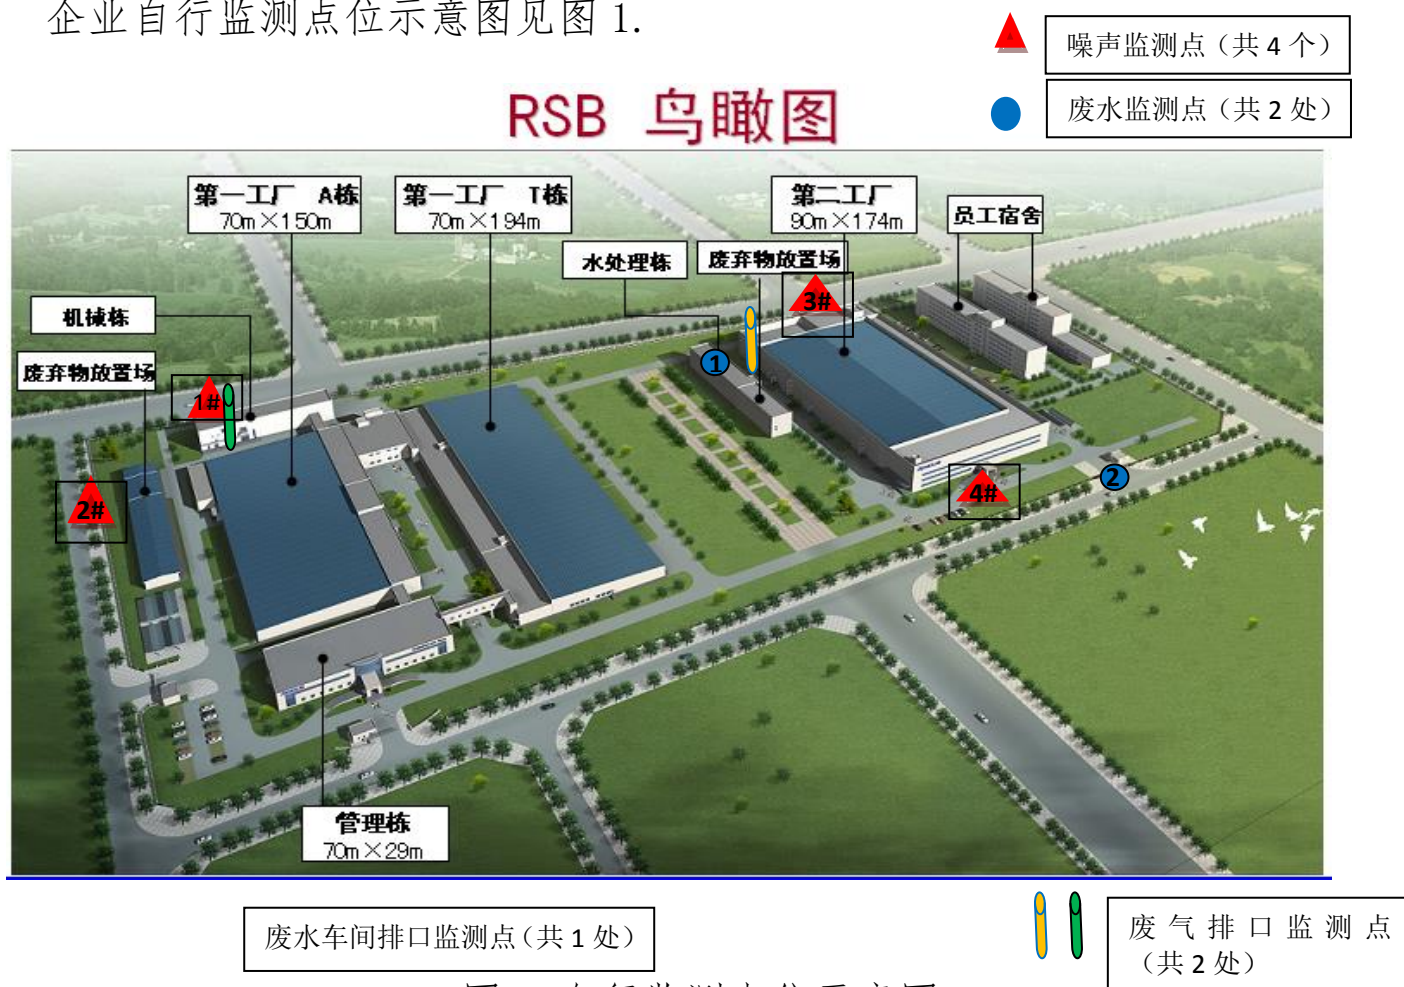 企业自行监测点位示意图见图 1.
噪声监测点（共 4 个）
废水监测点（共 2 处）
RSB 鸟瞰图
第一工厂 A栋
70m×150m
第一工厂 T栋
70m×194m
第二工厂
90m×174m
员工宿舍
水处理栋
废弃物放置场
机械栋
废弃物放置场
3#
1
1#
2#
4#
2
管理栋
70m×29m
废水车间排口监测点（共 1 处）
废气排口监测点
（共 2 处）